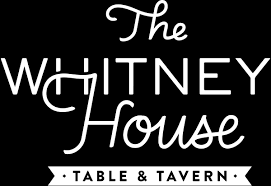 The
WHITNEY
House
· TABLE & TAVERN ·